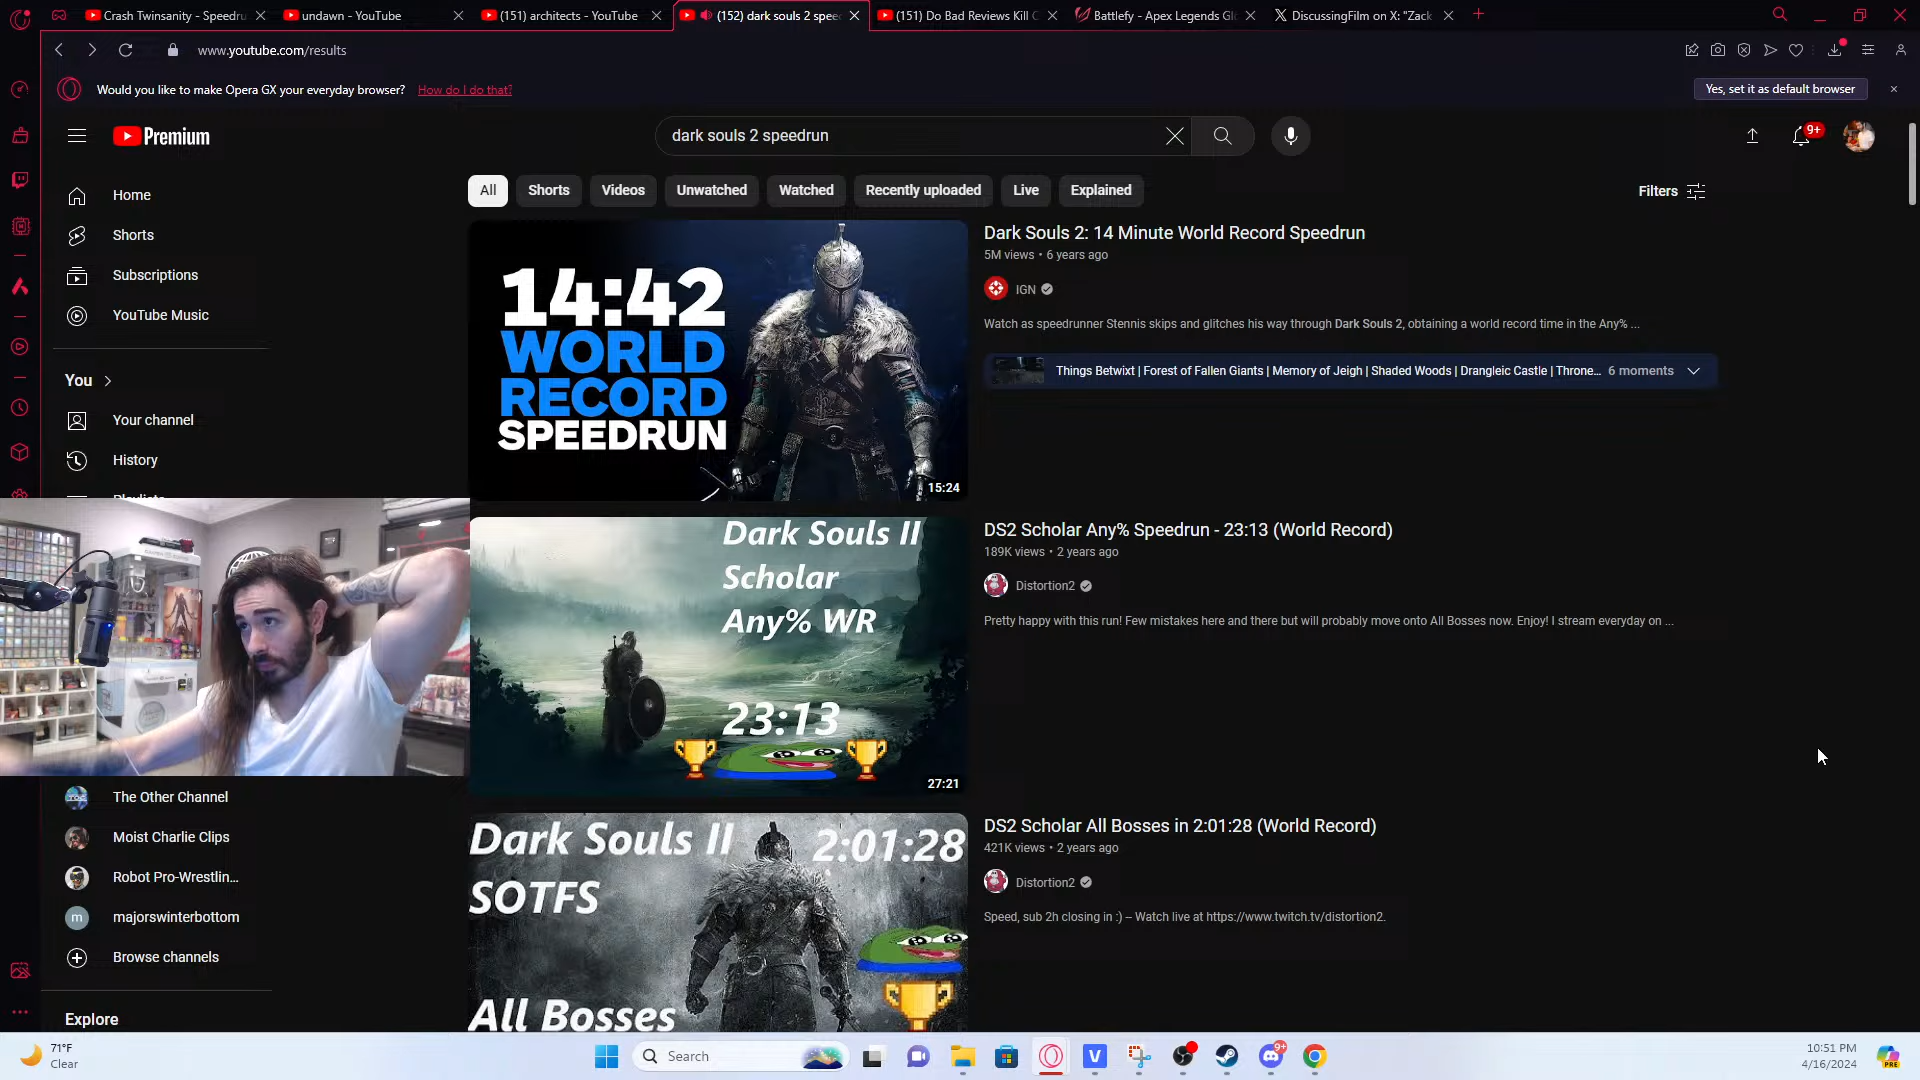 Crash Twinsanity - Speedru
undawn - YouTube
(151) architects - YouTube
(152) dark souls 2 spee
(151) Do Bad Reviews Kill C
Battlefy - Apex Legends Gl
DiscussingFilm on X: "Zack
www.youtube.com/results
Would you like to make Opera GX your everyday browser? How do I do that?
Yes, set it as default browser
Premium
dark souls 2 speedrun
9+
Home
Shorts
Subscriptions
YouTube Music
You
Your channel
History
Playlists
The Other Channel
Moist Charlie Clips
Robot Pro-Wrestlin...
m
majorswinterbottom
Browse channels
Explore
All
Shorts
Videos
Unwatched
Watched
Recently uploaded
Live
Explained
Filters
14:42
WORLD
RECORD
SPEEDRUN
15:24
Dark Souls 2: 14 Minute World Record Speedrun
5M views • 6 years ago
IGN
Watch as speedrunner Stennis skips and glitches his way through Dark Souls 2, obtaining a world record time in the Any% ...
Things Betwixt | Forest of Fallen Giants | Memory of Jeigh | Shaded Woods | Drangleic Castle | Throne... 6 moments
Dark Souls II
Scholar
Any% WR
23:13
27:21
DS2 Scholar Any% Speedrun - 23:13 (World Record)
189K views • 2 years ago
Distortion2
Pretty happy with this run! Few mistakes here and there but will probably move onto All Bosses now. Enjoy! I stream everyday on ...
Dark Souls II
2:01:28
SOTFS
All Bosses
DS2 Scholar All Bosses in 2:01:28 (World Record)
421K views • 2 years ago
Distortion2
Speed, sub 2h closing in :) – Watch live at https://www.twitch.tv/distortion2.
71°F
Clear
Search
V
9+
10:51 PM
4/16/2024
PRE